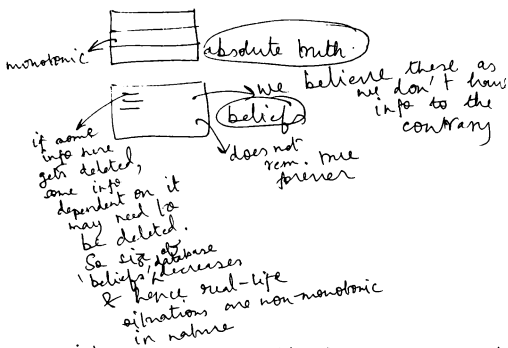 monotonic
absolute truth.
we believe these as
we don't have
info to the
contrary
beliefs
does not
rem. true
forever
if some
info here
gets deleted,
some info
dependent on it
may need to
be deleted.
So size of
'beliefs' database
decreases
& hence real-life
situations are non-monotonic
in nature